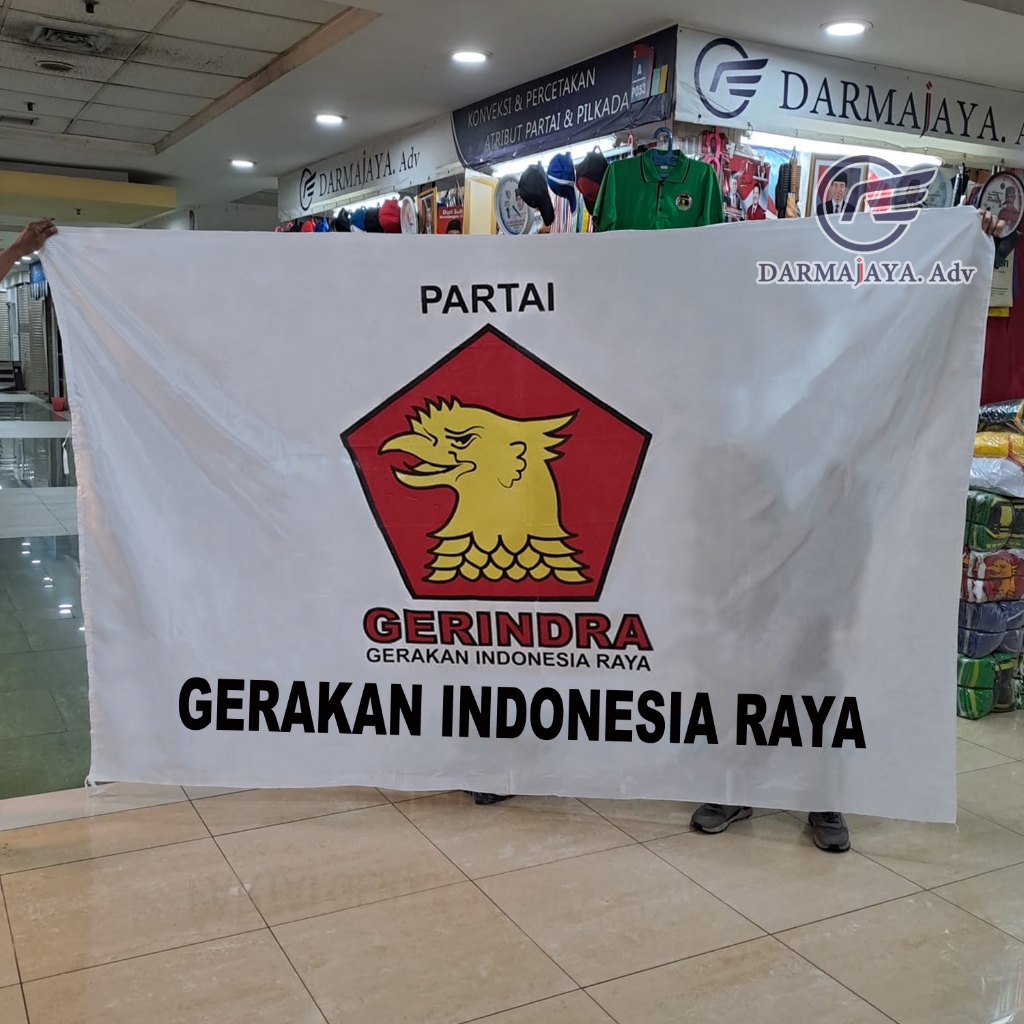 KONVEKSI & PERCETAKAN
ATRIBUT PARTAI & PILKADA
A
DARMAJAYA. A
DARMAJAYA. Adv
DARMAJAYA. Adv
PARTAI
GERINDRA
GERAKAN INDONESIA RAYA
GERAKAN INDONESIA RAYA